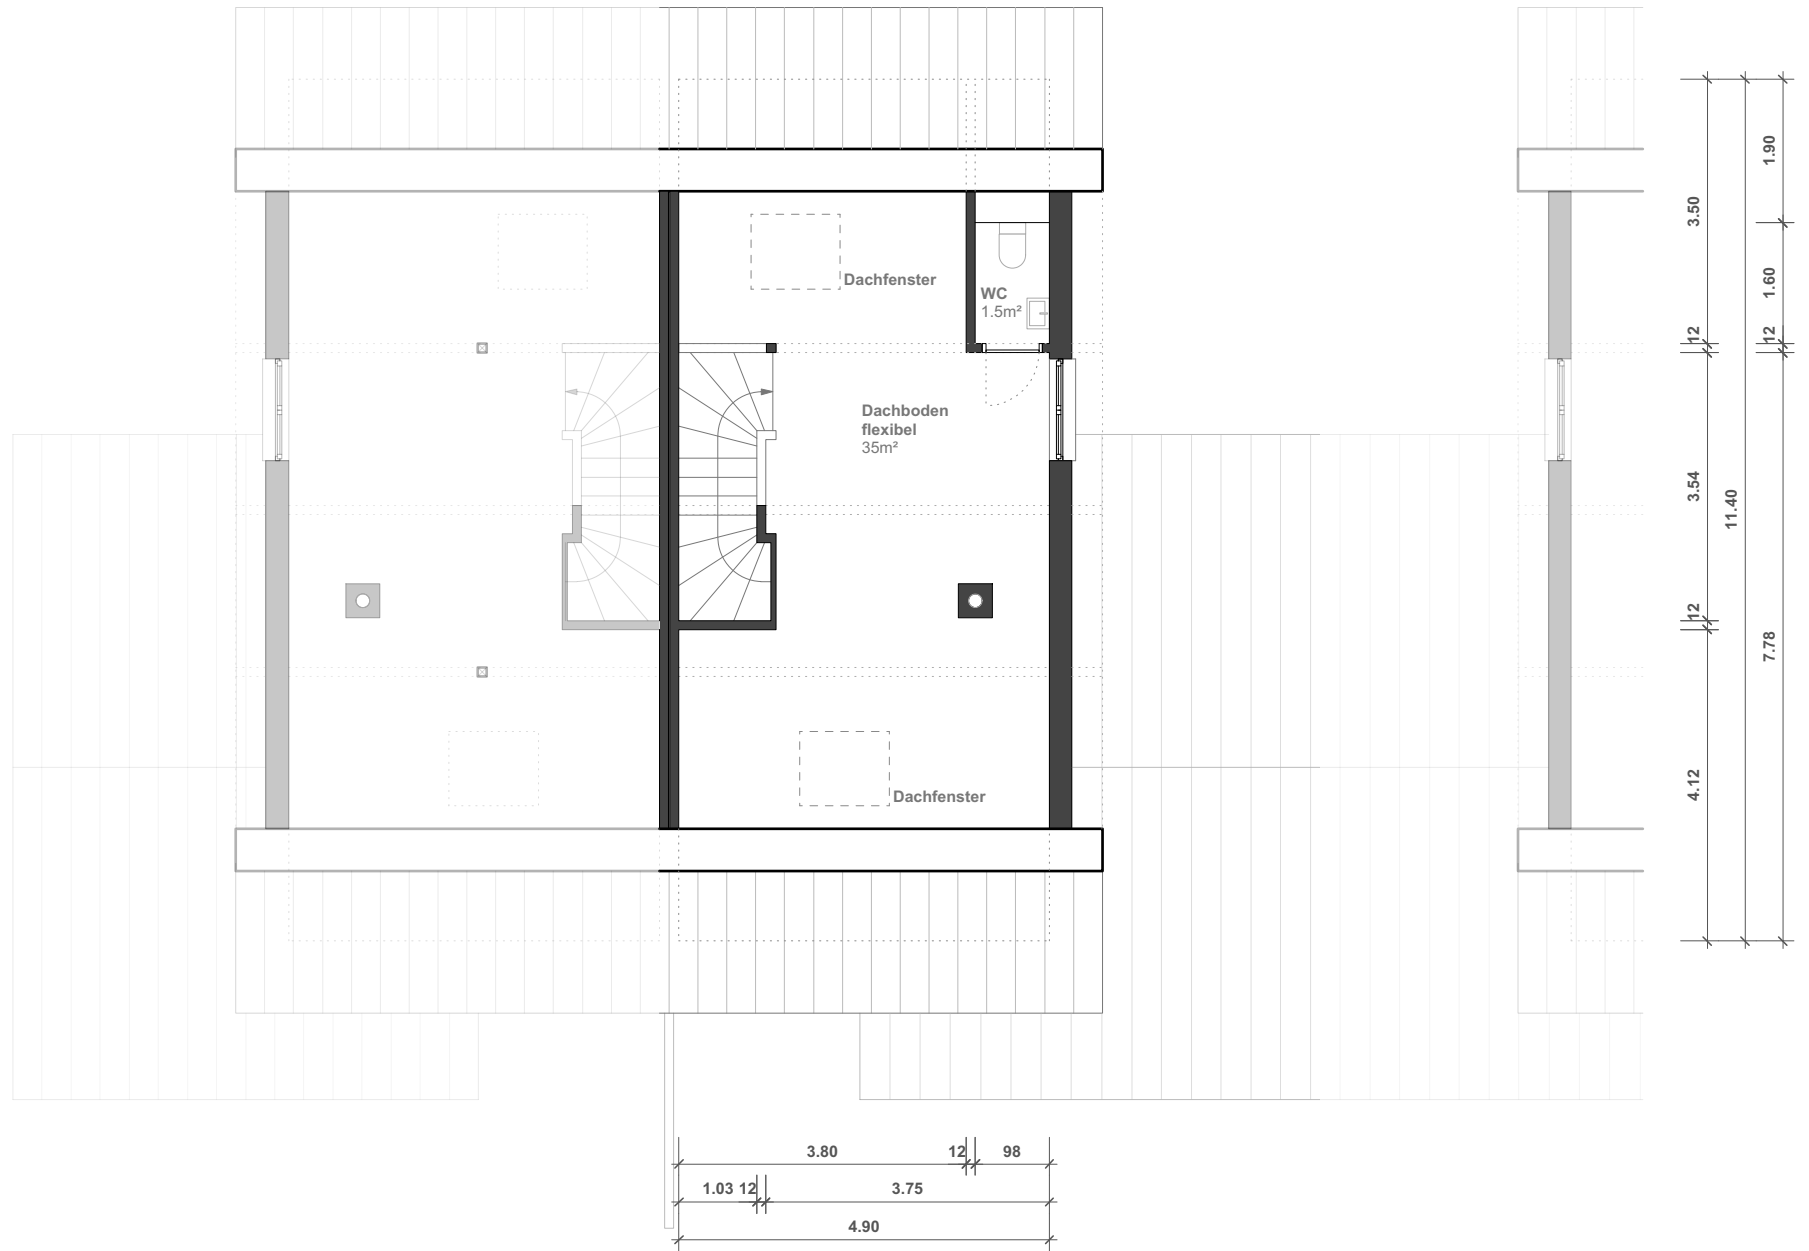 Dachfenster
WC
1.5m²
Dachboden
flexibel
35m²
Dachfenster
3.50
12
3.54
12
4.12
11.40
1.90
1.60
12
7.78
3.80
12
98
1.03
12
3.75
4.90